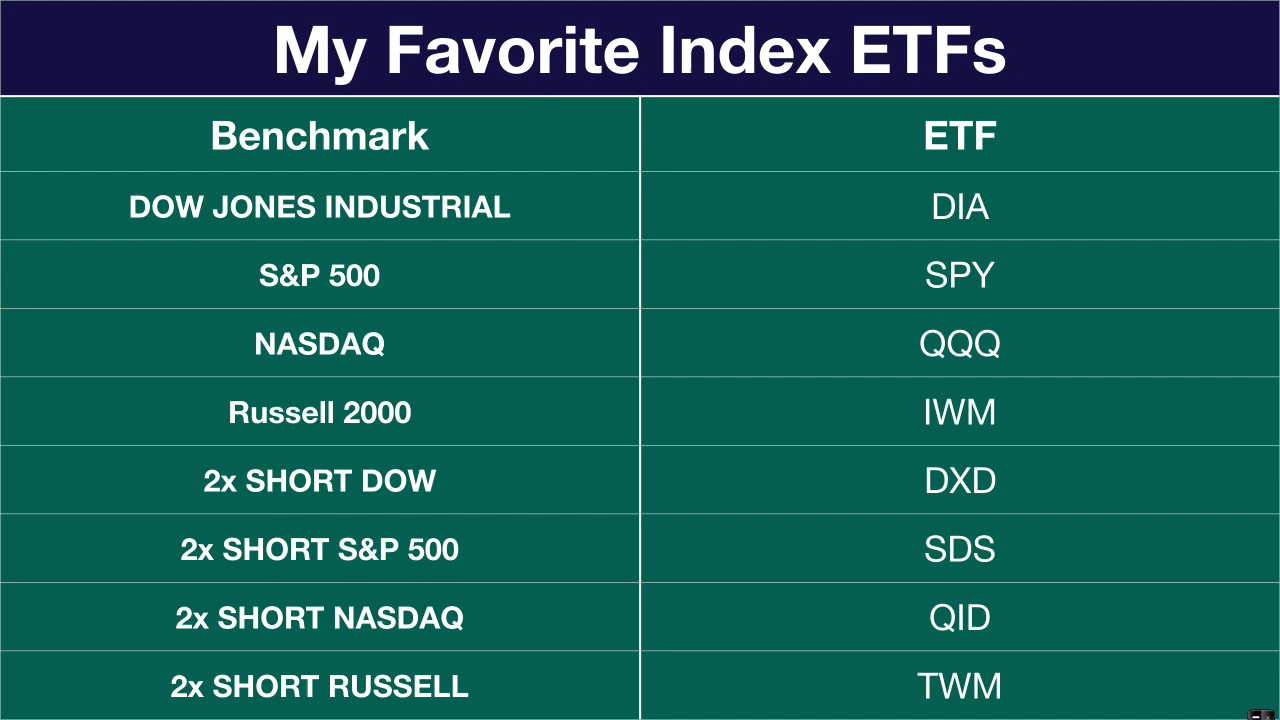 My Favorite Index ETFs
Benchmark ETF
DOW JONES INDUSTRIAL DIA
S&P 500 SPY
NASDAQ QQQ
Russell 2000 IWM
2x SHORT DOW DXD
2x SHORT S&P 500 SDS
2x SHORT NASDAQ QID
2x SHORT RUSSELL TWM